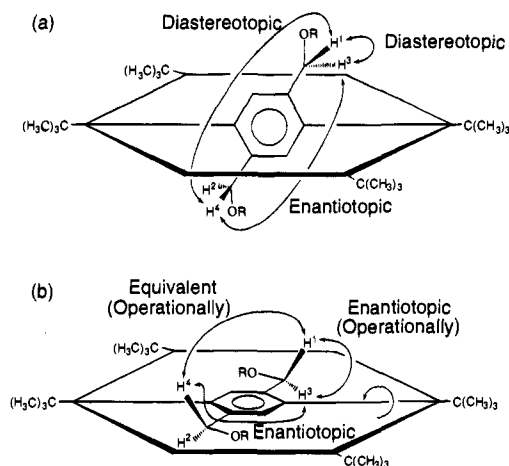 (a)
Diastereotopic
OR
H¹
H³
Diastereotopic
(H₃C)₃C
(H₃C)₃C
C(CH₃)₃
H²
H⁴
OR
C(CH₃)₃
Enantiotopic
(b)
Equivalent
(Operationally)
Enantiotopic
(Operationally)
H¹
(H₃C)₃C
RO
H⁴
H³
(H₃C)₃C
C(CH₃)₃
H²
OR
Enantiotopic
C(CH₃)₃